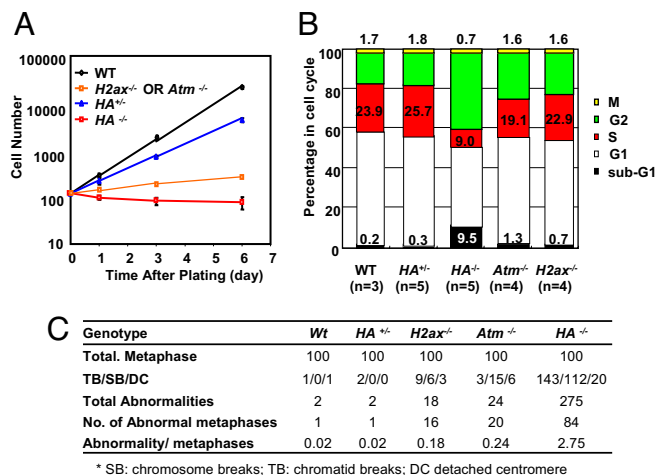 A
100000
10000
1000
100
10
Cell Number
WT
H2ax-/- OR Atm -/-
HA+/-
HA -/-
0 1 2 3 4 5 6 7
Time After Plating (day)
B
1.7 1.8 0.7 1.6 1.6
100
80
60
40
20
0
Percentage in cell cycle
23.9 25.7 9.0 19.1 22.9
0.2 0.3 9.5 1.3 0.7
M
G2
S
G1
sub-G1
WT HA+/- HA-/- Atm-/- H2ax-/-
(n=3) (n=5) (n=5) (n=4) (n=4)
C
Genotype Wt HA +/- H2ax-/- Atm -/- HA -/-
Total. Metaphase 100 100 100 100 100
TB/SB/DC 1/0/1 2/0/0 9/6/3 3/15/6 143/112/20
Total Abnormalities 2 2 18 24 275
No. of Abnormal metaphases 1 1 16 20 84
Abnormality/ metaphases 0.02 0.02 0.18 0.24 2.75
* SB: chromosome breaks; TB: chromatid breaks; DC detached centromere